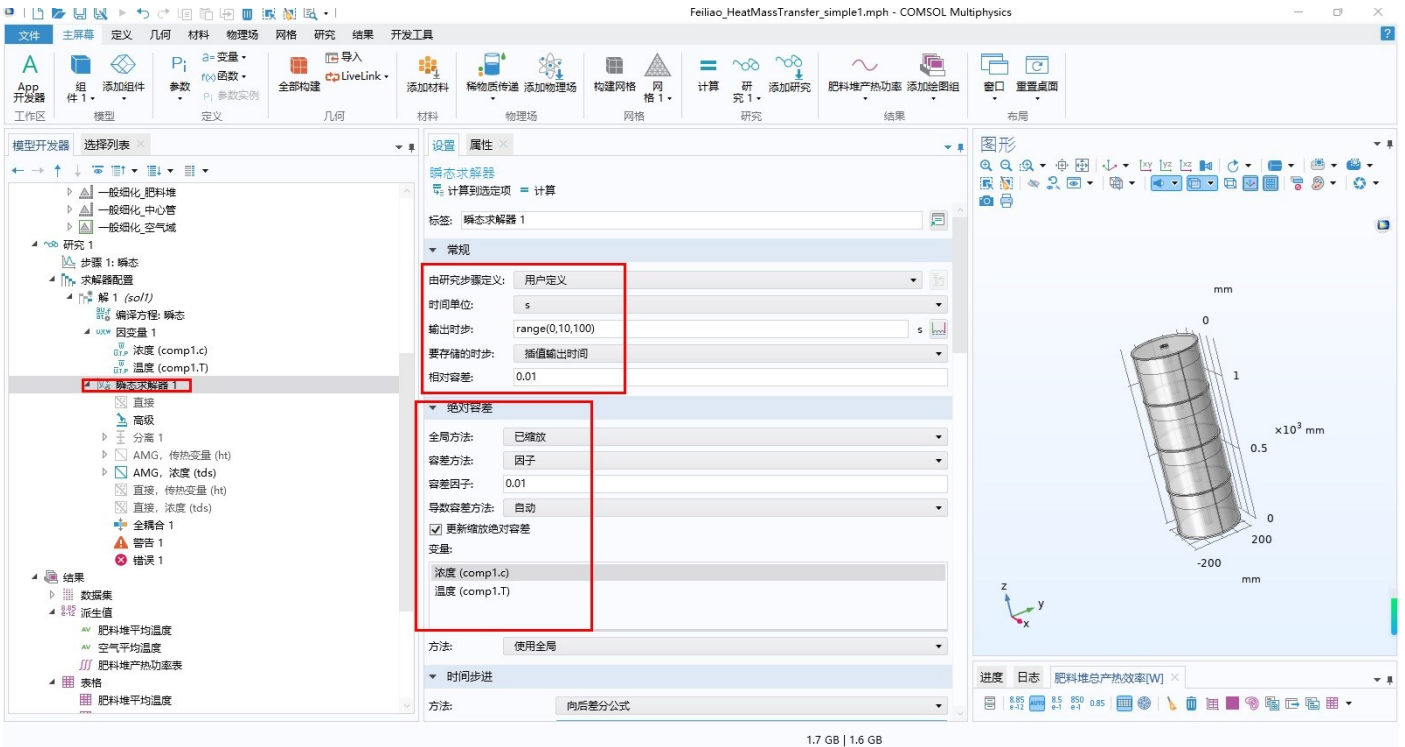 Feiliao_HeatMassTransfer_simple1.mph - COMSOL Multiphysics
文件 主屏幕 定义 几何 材料 物理场 网格 研究 结果 开发工具
App 开发器
组件 1
添加组件
Pi 参数
a= 变量
f(x) 函数
Pi 参数实例
全部构建
导入
LiveLink
添加材料
稀物质传递
添加物理场
构建网格
网格 1
计算
研究 1
添加研究
肥料堆产热功率
添加绘图组
窗口
重置桌面
工作区 模型 定义 几何 材料 物理场 网格 研究 结果 布局
模型开发器 选择列表
一般细化_肥料堆
一般细化_中心管
一般细化_空气域
研究 1
步骤 1: 瞬态
求解器配置
解 1 (sol1)
编译方程: 瞬态
因变量 1
浓度 (comp1.c)
温度 (comp1.T)
瞬态求解器 1
直接
高级
分离 1
AMG，传热变量 (ht)
AMG，浓度 (tds)
直接，传热变量 (ht)
直接，浓度 (tds)
全耦合 1
警告 1
错误 1
结果
数据集
派生值
肥料堆平均温度
空气平均温度
肥料堆产热功率表
表格
肥料堆平均温度
设置 属性
瞬态求解器
计算到选定项 = 计算
标签: 瞬态求解器 1
常规
由研究步骤定义: 用户定义
时间单位: s
输出时步: range(0,10,100) s
要存储的时步: 插值输出时间
相对容差: 0.01
绝对容差
全局方法: 已缩放
容差方法: 因子
容差因子: 0.01
导数容差方法: 自动
更新缩放绝对容差
变量:
浓度 (comp1.c)
温度 (comp1.T)
方法: 使用全局
时间步进
方法: 向后差分公式
图形
mm
0
1
×10³ mm
0.5
0
200
-200
mm
z
y
x
进度 日志 肥料堆总产热效率[W]
8.85 e-12 AUTO 8.5 e-1 850 e-1 0.85
1.7 GB | 1.6 GB